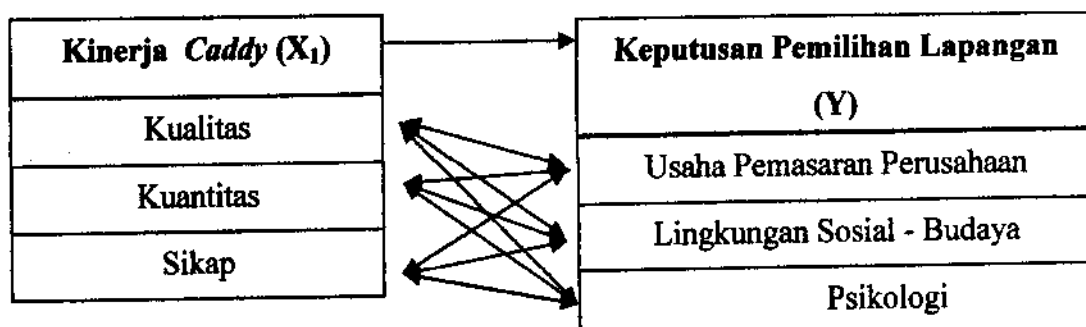 Kinerja Caddy (X₁)
Kualitas
Kuantitas
Sikap
Keputusan Pemilihan Lapangan
(Y)
Usaha Pemasaran Perusahaan
Lingkungan Sosial - Budaya
Psikologi